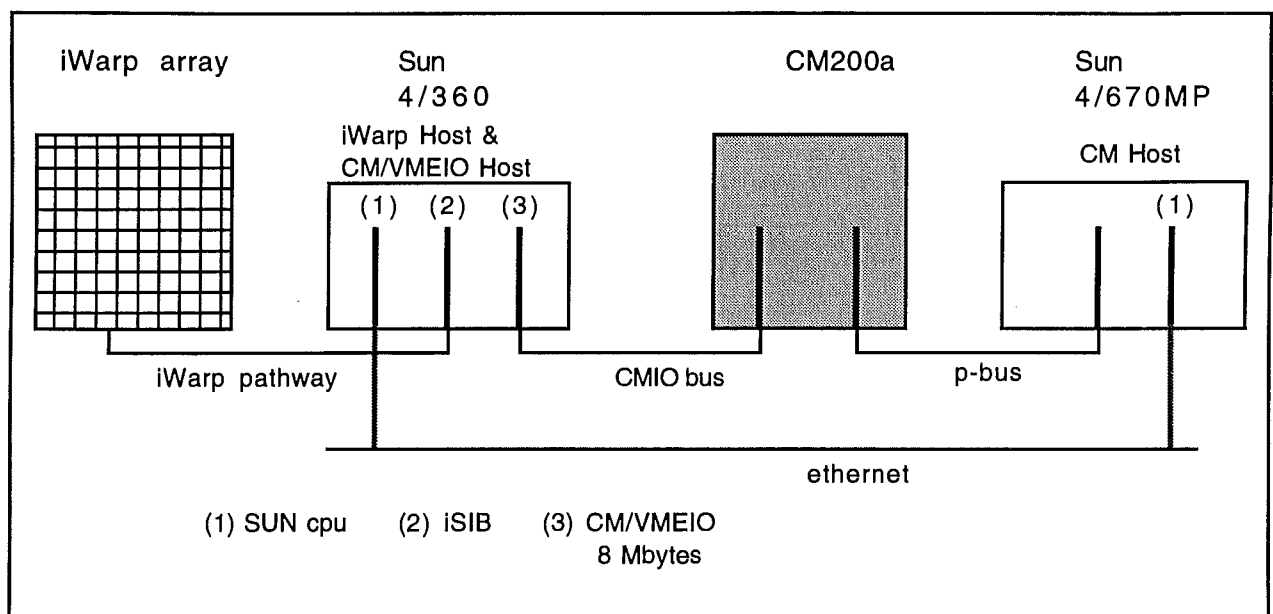 iWarp array
Sun
4/360
iWarp Host &
CM/VMEIO Host
(1) (2) (3)
CM200a
Sun
4/670MP
CM Host
(1)
iWarp pathway
CMIO bus
p-bus
ethernet
(1) SUN cpu (2) iSIB (3) CM/VMEIO
8 Mbytes